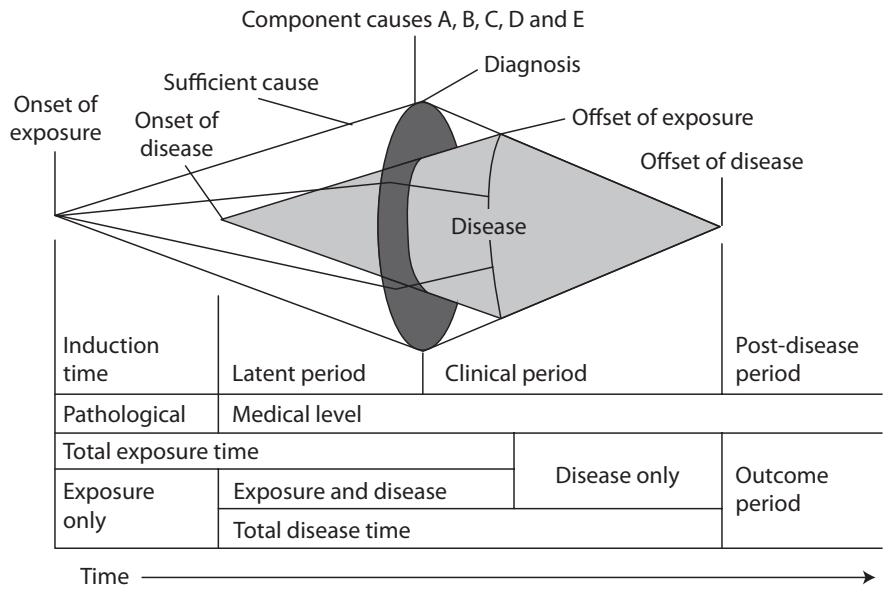 Component causes A, B, C, D and E
Diagnosis
Sufficient cause
Onset of
exposure
Onset of
disease
Offset of exposure
Offset of disease
Disease
Induction
time
Latent period
Clinical period
Post-disease
period
Pathological
Medical level
Total exposure time
Exposure
only
Exposure and disease
Disease only
Outcome
period
Total disease time
Time